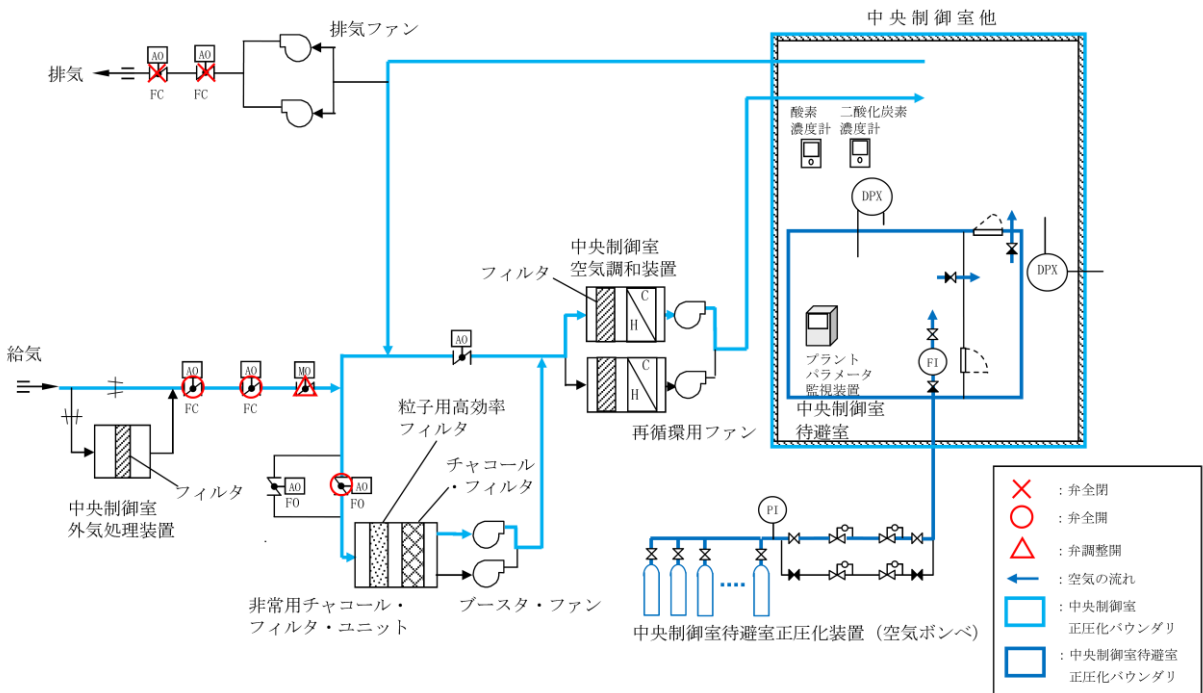 中央制御室他
排気ファン
AO
AO
排気
FC
FC
酸素
濃度計
二酸化炭素
濃度計
DPX
DPX
中央制御室
空気調和装置
フィルタ
C
H
C
H
AO
給気
AO
AO
MO
FC
FC
FI
プラント
パラメータ
監視装置
中央制御室
待避室
再循環用ファン
粒子用高効率
フィルタ
チャコール
・フィルタ
フィルタ
中央制御室
外気処理装置
AO
FO
AO
FO
非常用チャコール・
フィルタ・ユニット
ブースタ・ファン
PI
中央制御室待避室正圧化装置（空気ボンベ）
：弁全閉
：弁全開
：弁調整開
：空気の流れ
：中央制御室
正圧化バウンダリ
：中央制御室待避室
正圧化バウンダリ